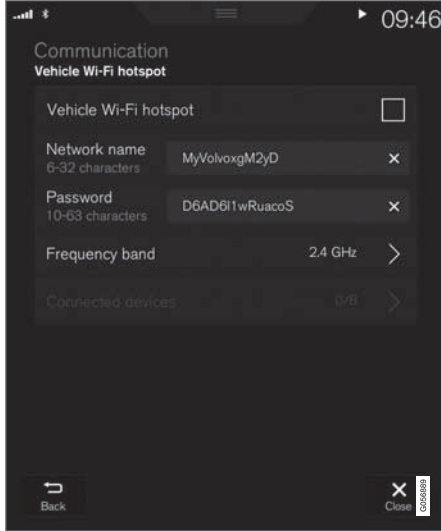 09:46
Communication
Vehicle Wi-Fi hotspot
Vehicle Wi-Fi hotspot
Network name
6-32 characters
MyVolvoxgM2yD
Password
10-63 characters
D6AD6I1wRuacoS
Frequency band
2.4 GHz
Connected devices
0/8
Back
Close
G056889